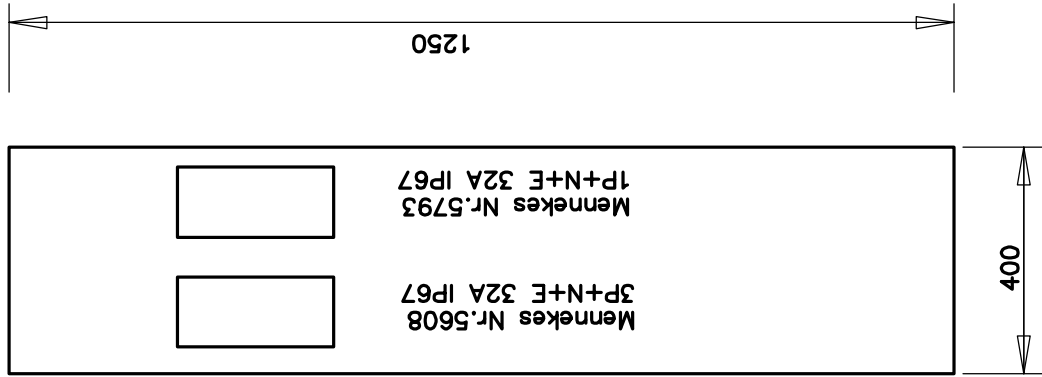 Mennekes Nr.5608
3P+N+E 32A IP67
400
Mennekes Nr.5793
1P+N+E 32A IP67
1250